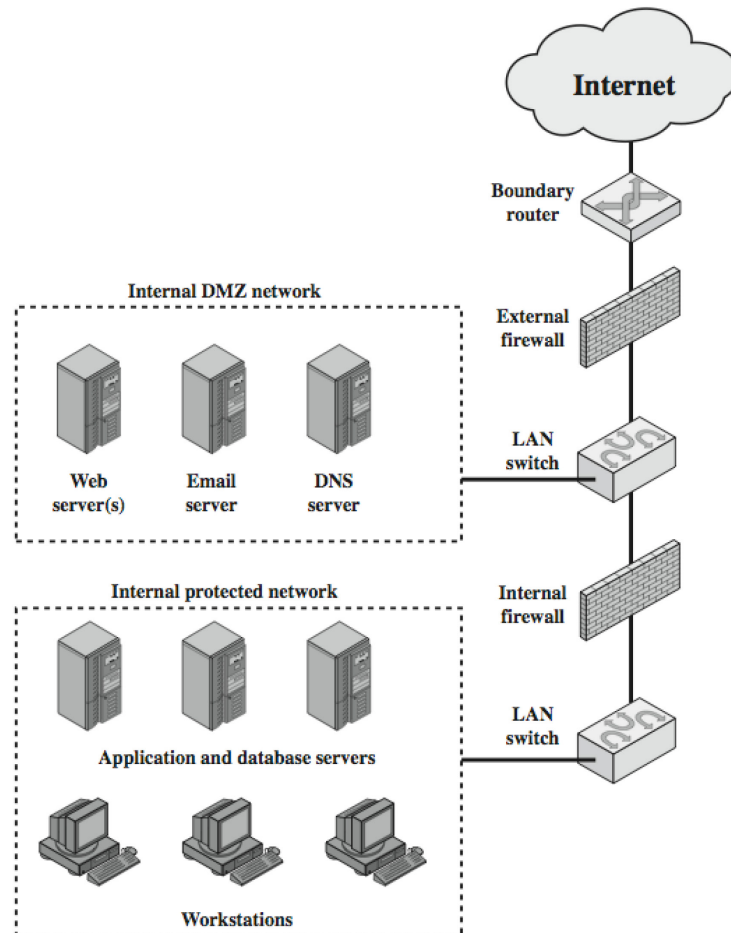 Internet
Boundary
router
Internal DMZ network
External
firewall
LAN
switch
Web
server(s)
Email
server
DNS
server
Internal protected network
Internal
firewall
LAN
switch
Application and database servers
Workstations